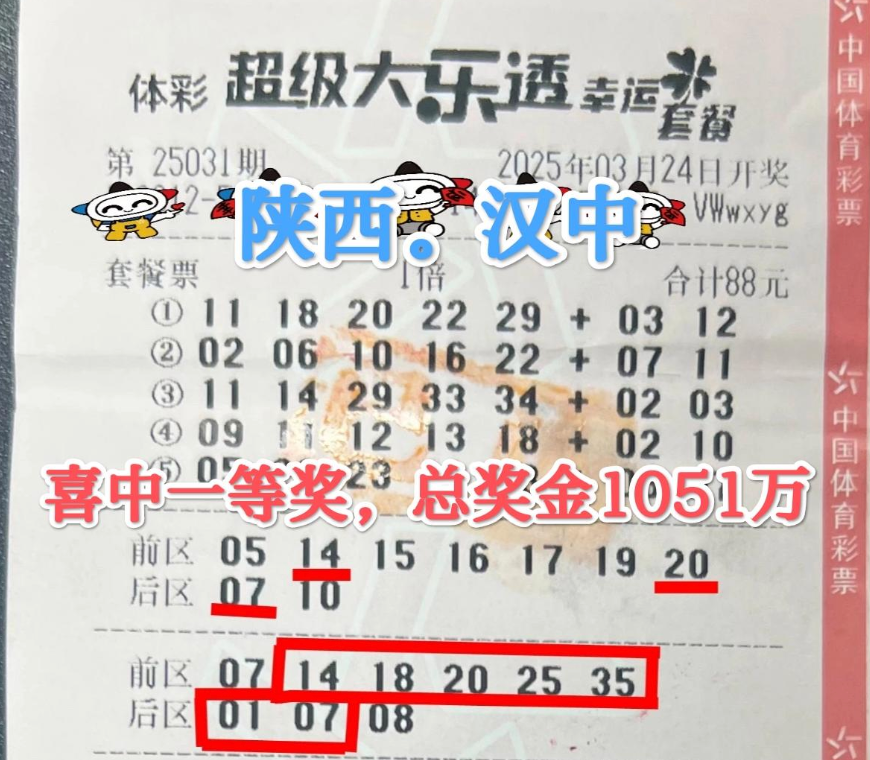 体彩 超级大乐透 幸运套餐
第 25031期 2025年03月24日开奖
陕西。汉中 VWwxyg
套餐票 1倍 合计88元
① 11 18 20 22 29 + 03 12
② 02 06 10 16 22 + 07 11
③ 11 14 29 33 34 + 02 03
④ 09 11 12 13 18 + 02 10
⑤ 05 23
喜中一等奖，总奖金1051万
前区 05 14 15 16 17 19 20
后区 07 10
前区 07 14 18 20 25 35
后区 01 07 08
中国体育彩票
中国体育彩票